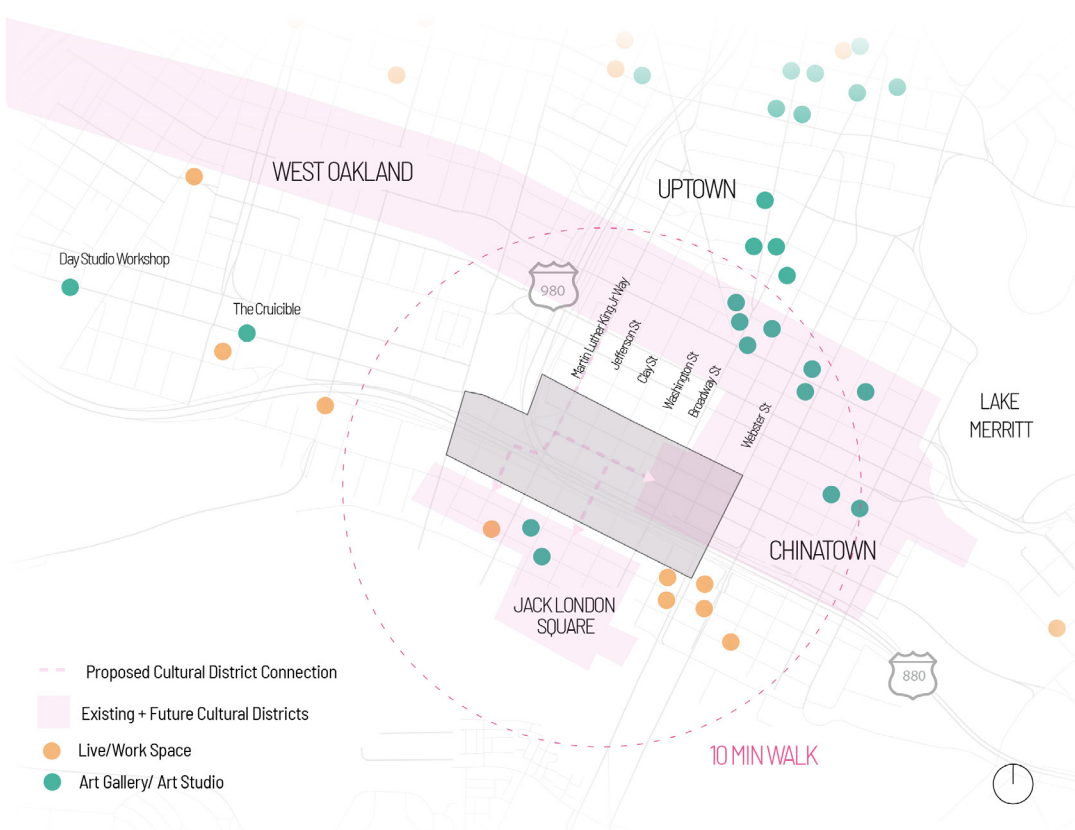 WEST OAKLAND
UPTOWN
Day Studio Workshop
The Cruicible
980
Martin Luther King Jr Way
Jefferson St
Clay St
Washington St
Broadway St
Webster St
LAKE
MERRITT
CHINATOWN
JACK LONDON
SQUARE
880
10 MIN WALK
Proposed Cultural District Connection
Existing + Future Cultural Districts
Live/Work Space
Art Gallery/ Art Studio